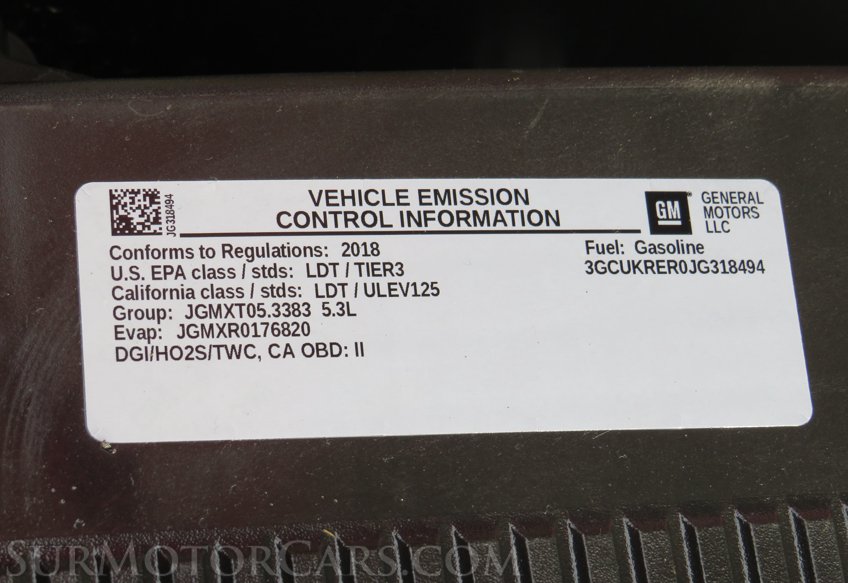 JG318494
VEHICLE EMISSION
CONTROL INFORMATION
GM
GENERAL
MOTORS
LLC
Conforms to Regulations: 2018
U.S. EPA class / stds: LDT / TIER3
California class / stds: LDT / ULEV125
Group: JGMXT05.3383 5.3L
Evap: JGMXR0176820
DGI/HO2S/TWC, CA OBD: II
Fuel: Gasoline
3GCUKRER0JG318494
SURMOTORCARS.COM